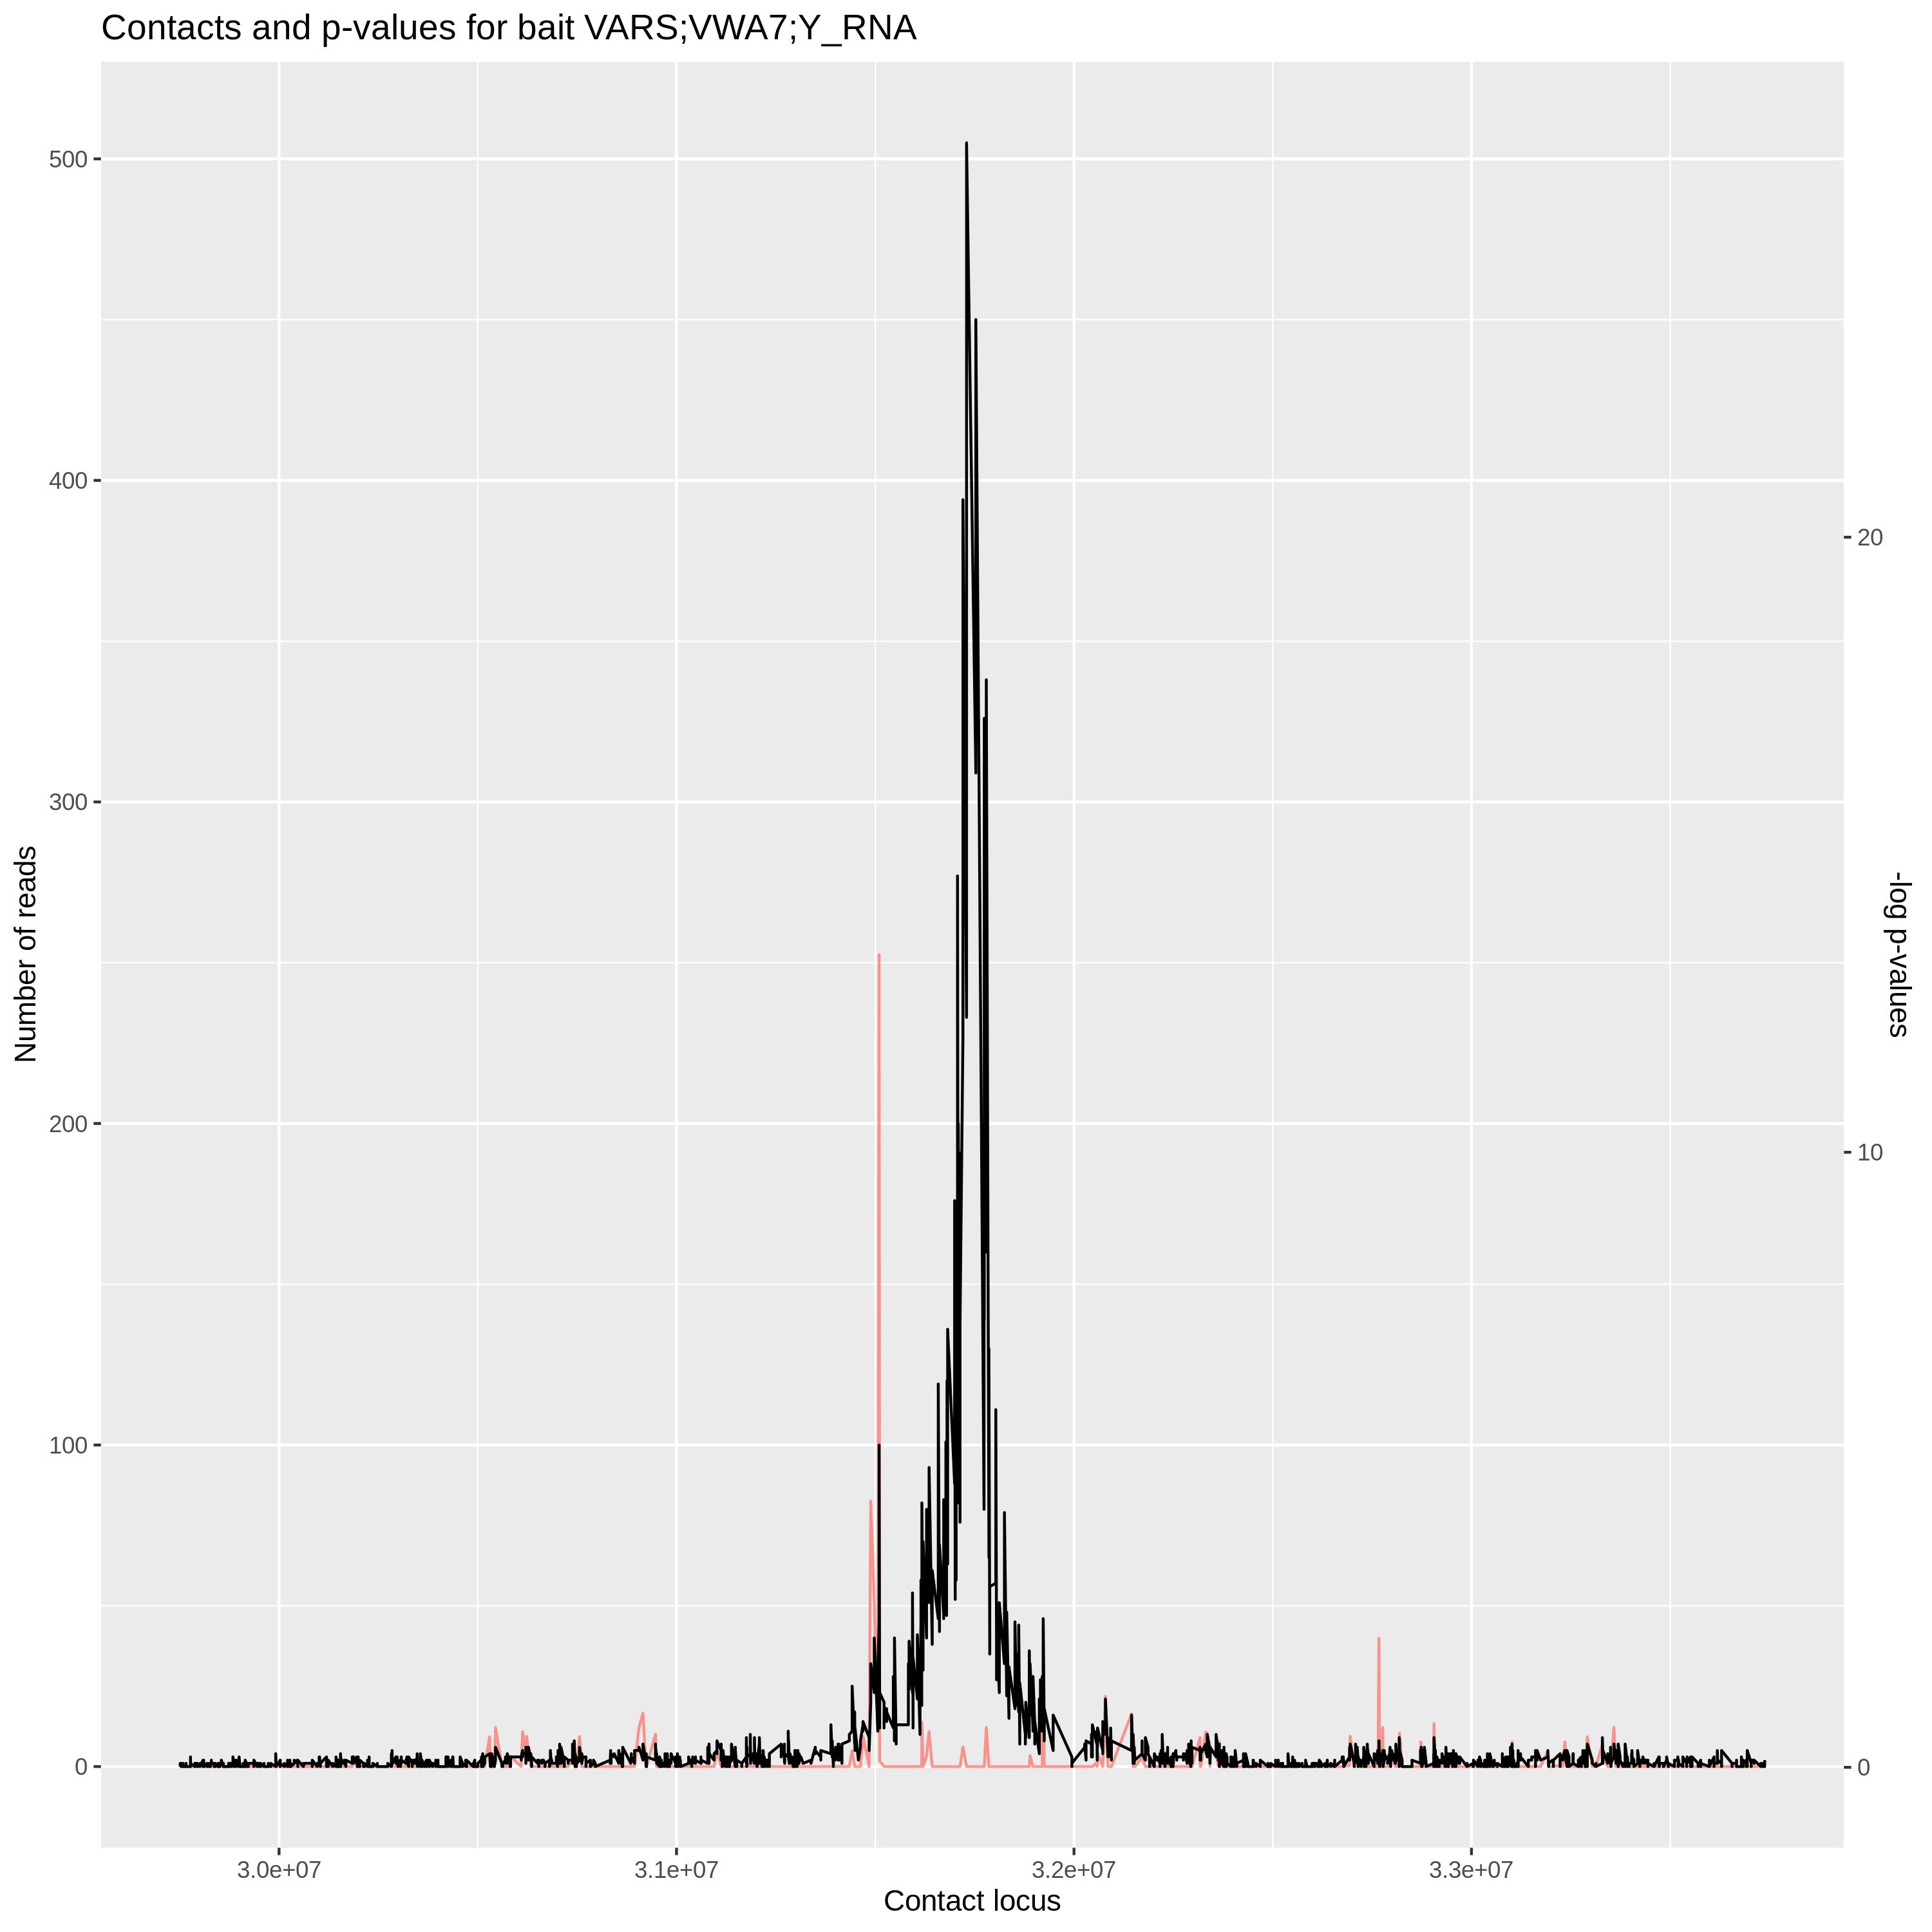 Contacts and p-values for bait VARS;VWA7;Y_RNA
500
400
300
200
100
0
Number of reads
20
10
0
-log p-values
3.0e+07
3.1e+07
3.2e+07
3.3e+07
Contact locus